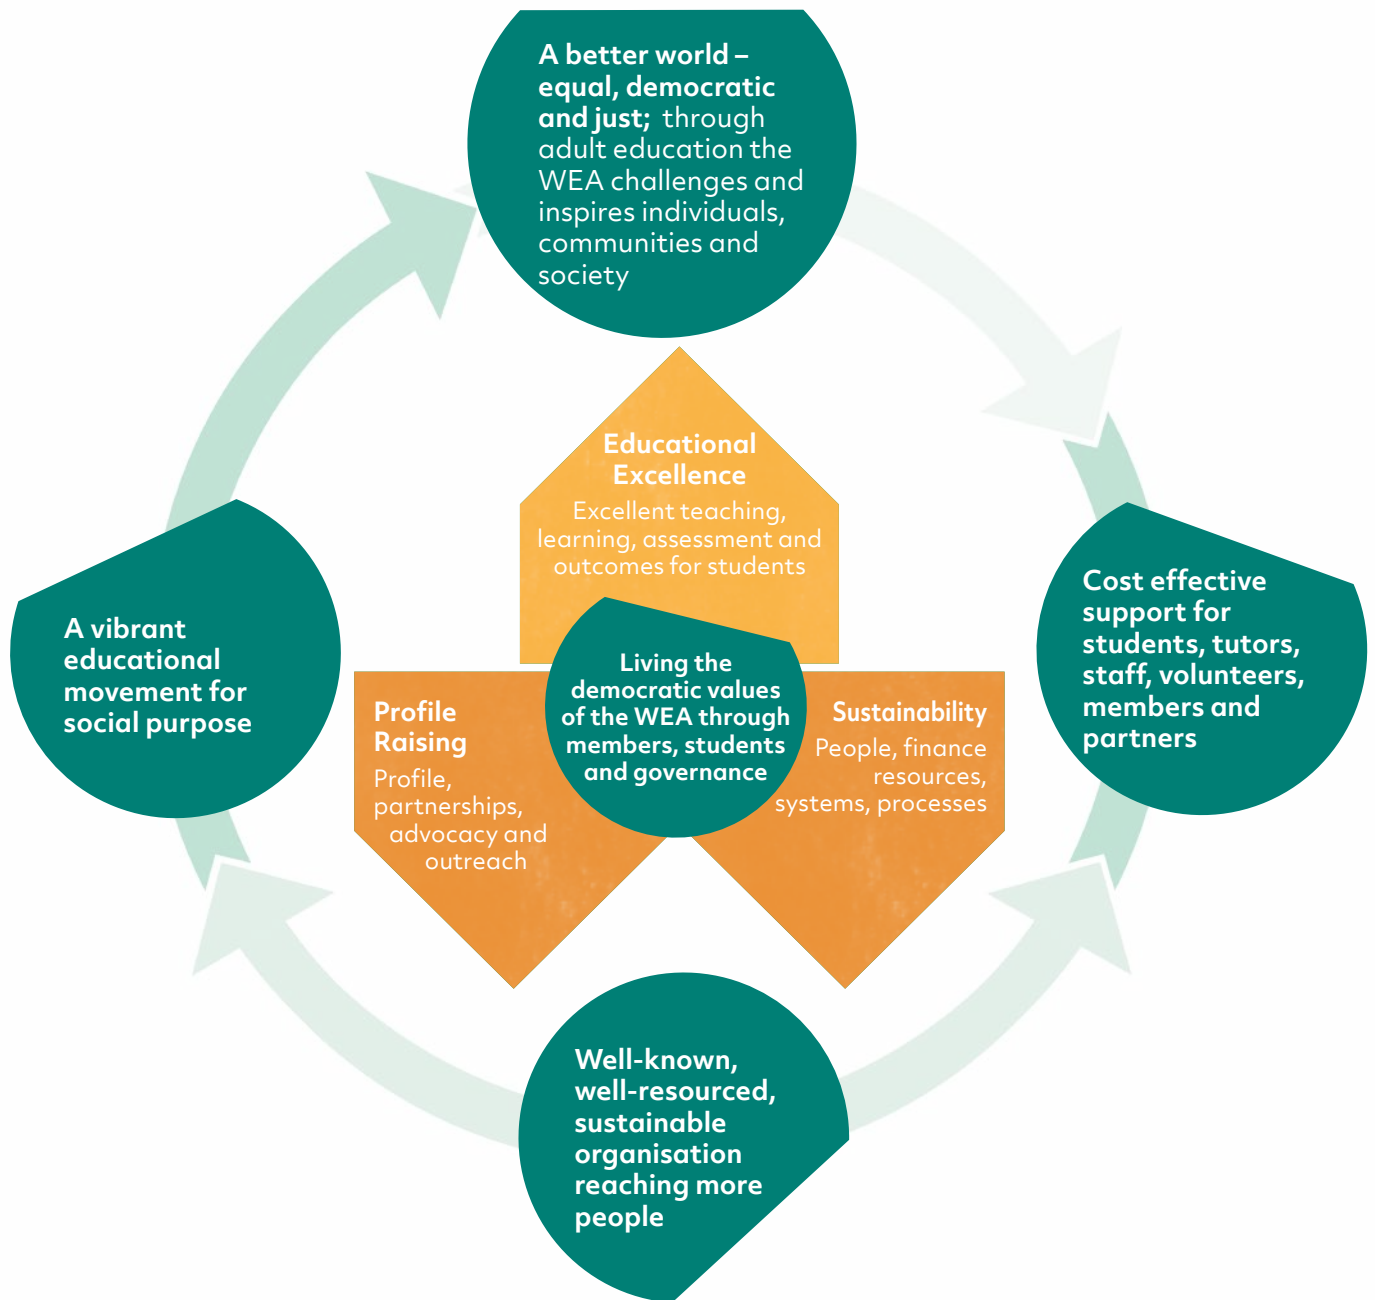 A better world –
equal, democratic
and just; through
adult education the
WEA challenges and
inspires individuals,
communities and
society
Educational
Excellence
Excellent teaching,
learning, assessment and
outcomes for students
A vibrant
educational
movement for
social purpose
Cost effective
support for
students, tutors,
staff, volunteers,
members and
partners
Living the
democratic values
of the WEA through
members, students
and governance
Profile
Raising
Profile,
partnerships,
advocacy and
outreach
Sustainability
People, finance
resources,
systems, processes
Well-known,
well-resourced,
sustainable
organisation
reaching more
people